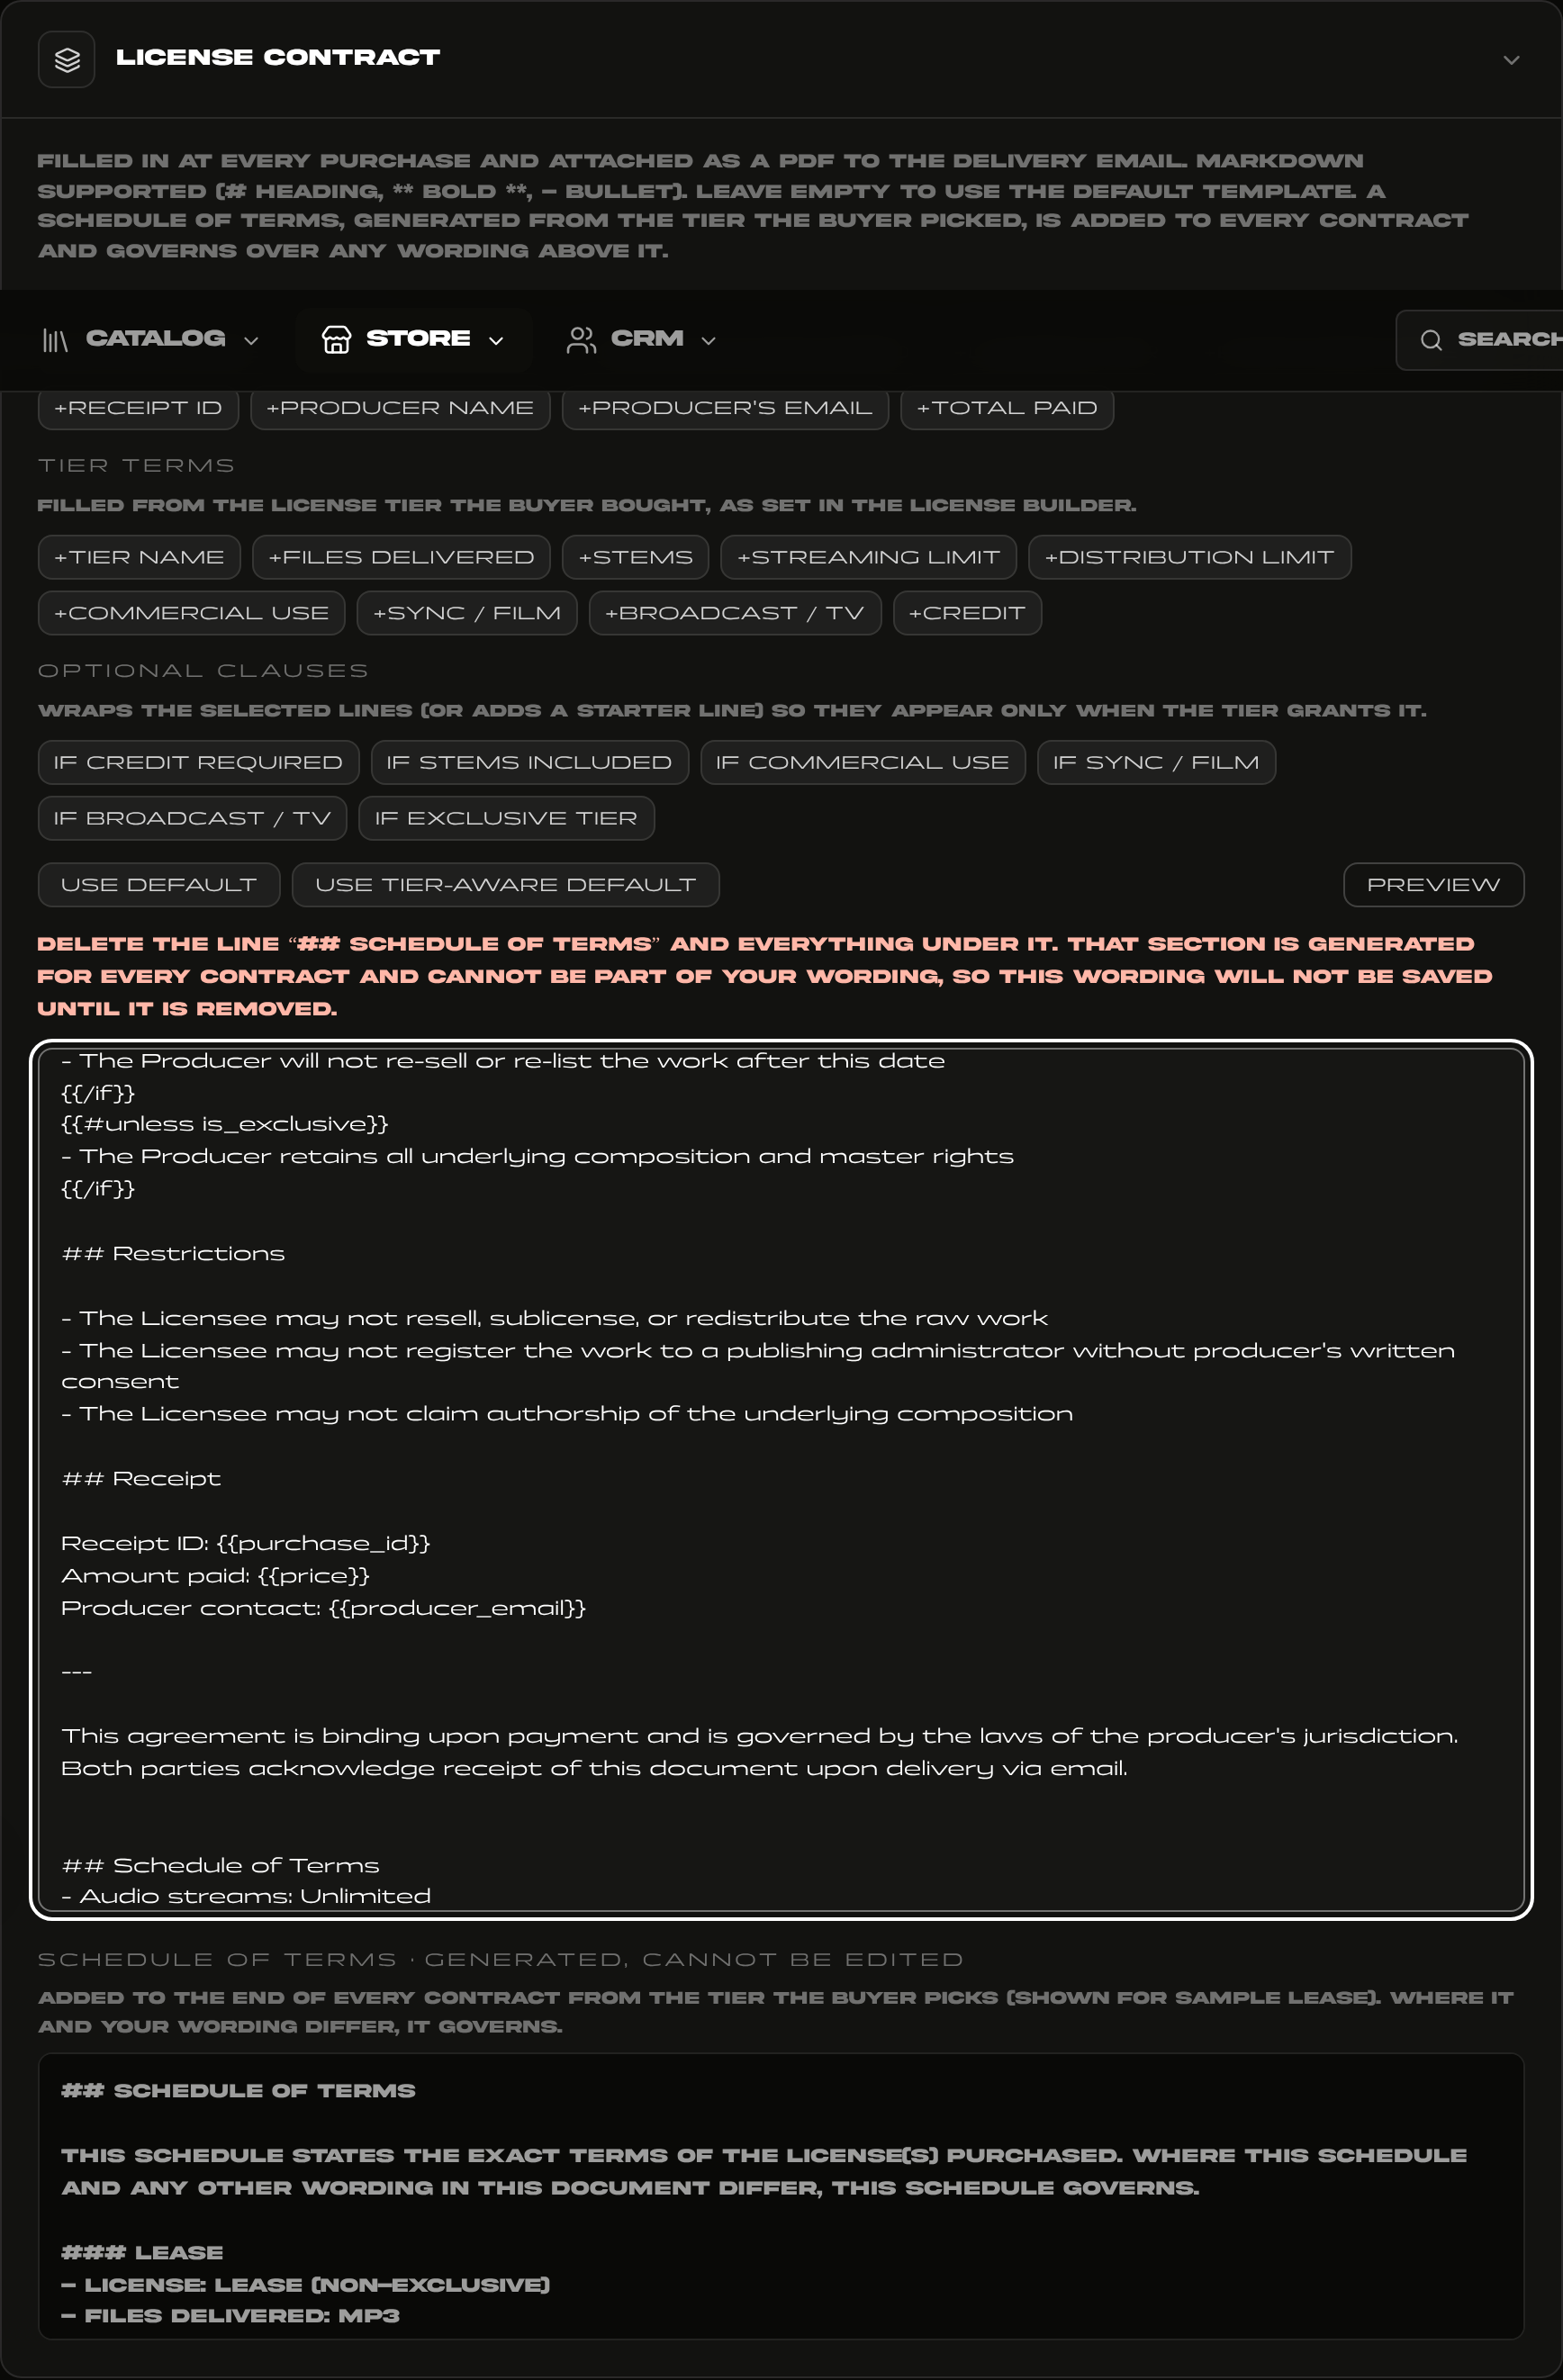 LICENSE CONTRACT
FILLED IN AT EVERY PURCHASE AND ATTACHED AS A PDF TO THE DELIVERY EMAIL. MARKDOWN
SUPPORTED (# HEADING, ** BOLD **, – BULLET). LEAVE EMPTY TO USE THE DEFAULT TEMPLATE. A
SCHEDULE OF TERMS, GENERATED FROM THE TIER THE BUYER PICKED, IS ADDED TO EVERY CONTRACT
AND GOVERNS OVER ANY WORDING ABOVE IT.
CATALOG STORE CRM SEARCH
+RECEIPT ID +PRODUCER NAME +PRODUCER'S EMAIL +TOTAL PAID
TIER TERMS
FILLED FROM THE LICENSE TIER THE BUYER BOUGHT, AS SET IN THE LICENSE BUILDER.
+TIER NAME +FILES DELIVERED +STEMS +STREAMING LIMIT +DISTRIBUTION LIMIT
+COMMERCIAL USE +SYNC / FILM +BROADCAST / TV +CREDIT
OPTIONAL CLAUSES
WRAPS THE SELECTED LINES (OR ADDS A STARTER LINE) SO THEY APPEAR ONLY WHEN THE TIER GRANTS IT.
IF CREDIT REQUIRED IF STEMS INCLUDED IF COMMERCIAL USE IF SYNC / FILM
IF BROADCAST / TV IF EXCLUSIVE TIER
USE DEFAULT USE TIER-AWARE DEFAULT PREVIEW
DELETE THE LINE “## SCHEDULE OF TERMS” AND EVERYTHING UNDER IT. THAT SECTION IS GENERATED
FOR EVERY CONTRACT AND CANNOT BE PART OF YOUR WORDING, SO THIS WORDING WILL NOT BE SAVED
UNTIL IT IS REMOVED.
- The Producer will not re-sell or re-list the work after this date
{{/if}}
{{#unless is_exclusive}}
- The Producer retains all underlying composition and master rights
{{/if}}
## Restrictions
- The Licensee may not resell, sublicense, or redistribute the raw work
- The Licensee may not register the work to a publishing administrator without producer's written
consent
- The Licensee may not claim authorship of the underlying composition
## Receipt
Receipt ID: {{purchase_id}}
Amount paid: {{price}}
Producer contact: {{producer_email}}
---
This agreement is binding upon payment and is governed by the laws of the producer's jurisdiction.
Both parties acknowledge receipt of this document upon delivery via email.
## Schedule of Terms
- Audio streams: Unlimited
SCHEDULE OF TERMS · GENERATED, CANNOT BE EDITED
ADDED TO THE END OF EVERY CONTRACT FROM THE TIER THE BUYER PICKS (SHOWN FOR SAMPLE LEASE). WHERE IT
AND YOUR WORDING DIFFER, IT GOVERNS.
## SCHEDULE OF TERMS
THIS SCHEDULE STATES THE EXACT TERMS OF THE LICENSE(S) PURCHASED. WHERE THIS SCHEDULE
AND ANY OTHER WORDING IN THIS DOCUMENT DIFFER, THIS SCHEDULE GOVERNS.
### LEASE
– LICENSE: LEASE (NON–EXCLUSIVE)
– FILES DELIVERED: MP3